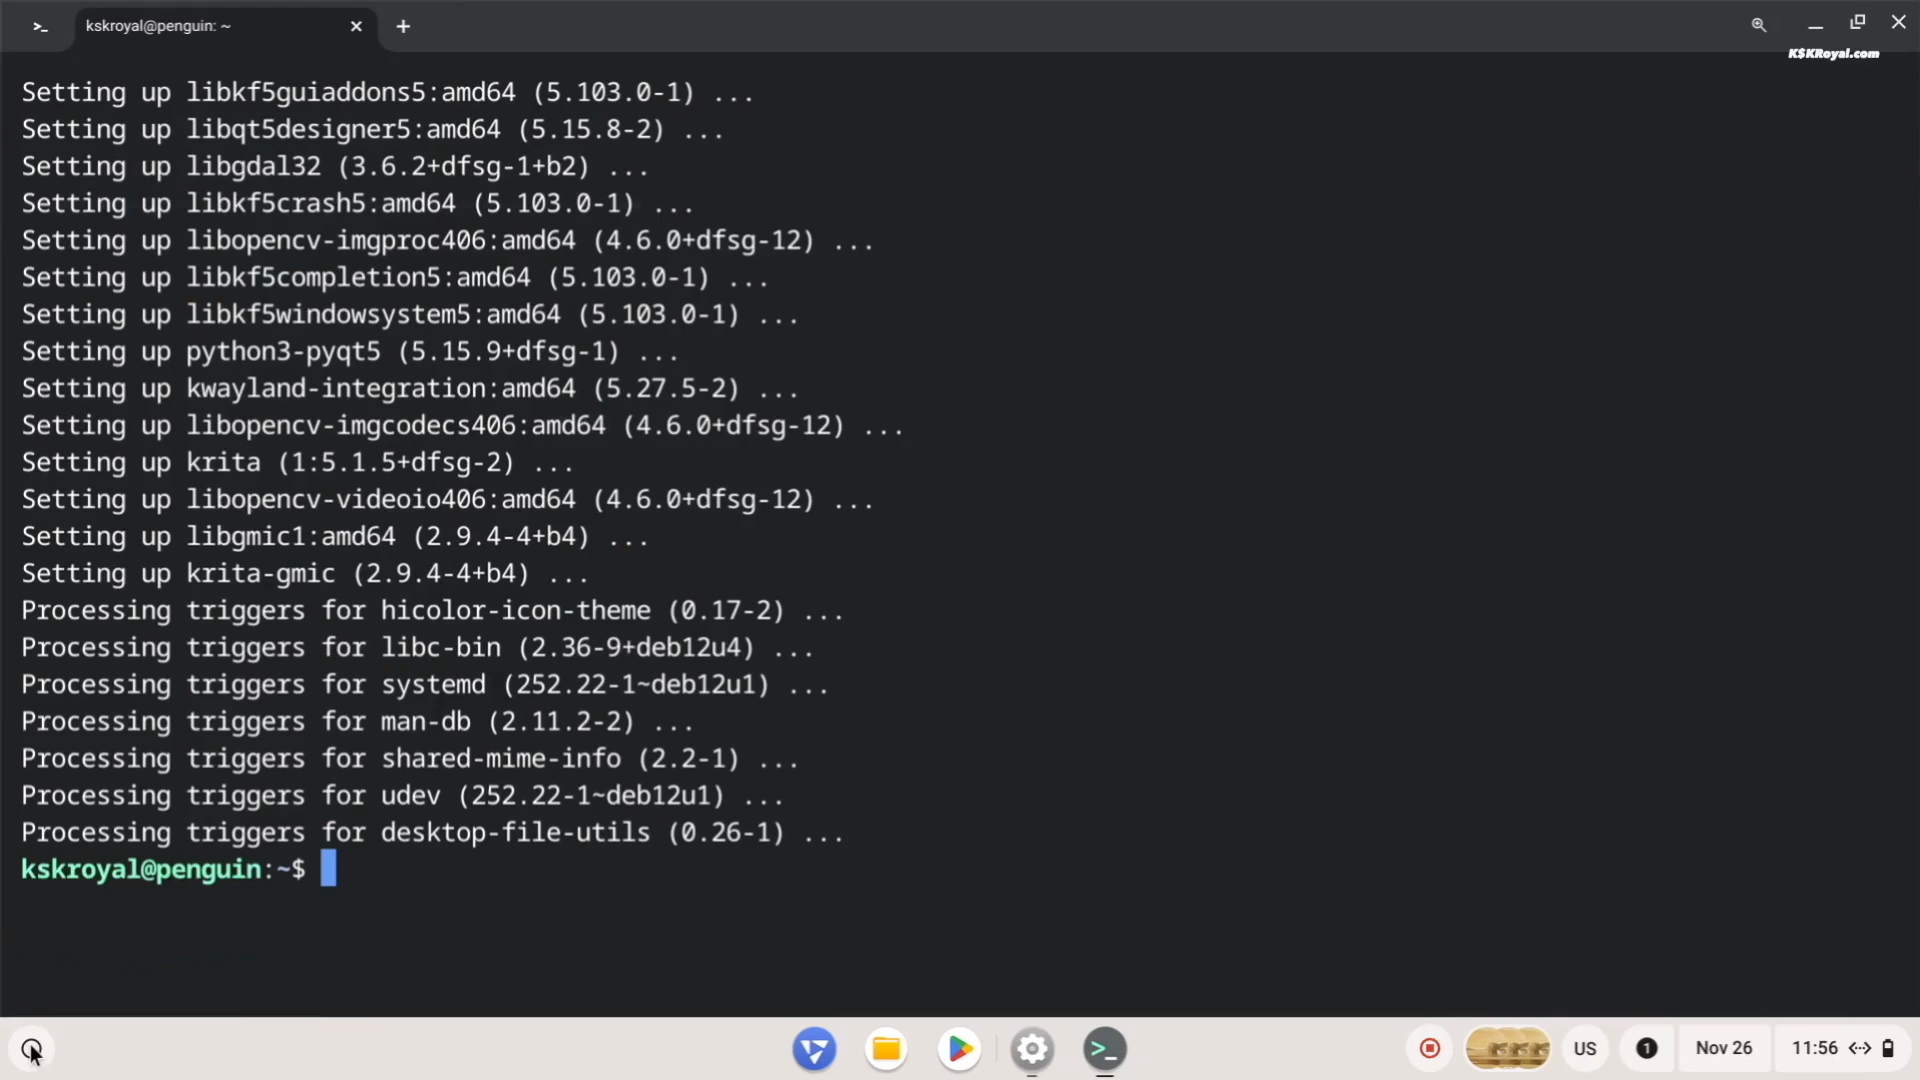 >_ kskroyal@penguin: ~
K$KRoyal.com
Setting up libkf5guiaddons5:amd64 (5.103.0-1) ...
Setting up libqt5designer5:amd64 (5.15.8-2) ...
Setting up libgdal32 (3.6.2+dfsg-1+b2) ...
Setting up libkf5crash5:amd64 (5.103.0-1) ...
Setting up libopencv-imgproc406:amd64 (4.6.0+dfsg-12) ...
Setting up libkf5completion5:amd64 (5.103.0-1) ...
Setting up libkf5windowsystem5:amd64 (5.103.0-1) ...
Setting up python3-pyqt5 (5.15.9+dfsg-1) ...
Setting up kwayland-integration:amd64 (5.27.5-2) ...
Setting up libopencv-imgcodecs406:amd64 (4.6.0+dfsg-12) ...
Setting up krita (1:5.1.5+dfsg-2) ...
Setting up libopencv-videoio406:amd64 (4.6.0+dfsg-12) ...
Setting up libgmic1:amd64 (2.9.4-4+b4) ...
Setting up krita-gmic (2.9.4-4+b4) ...
Processing triggers for hicolor-icon-theme (0.17-2) ...
Processing triggers for libc-bin (2.36-9+deb12u4) ...
Processing triggers for systemd (252.22-1~deb12u1) ...
Processing triggers for man-db (2.11.2-2) ...
Processing triggers for shared-mime-info (2.2-1) ...
Processing triggers for udev (252.22-1~deb12u1) ...
Processing triggers for desktop-file-utils (0.26-1) ...
kskroyal@penguin:~$
>_ US 1 Nov 26 11:56